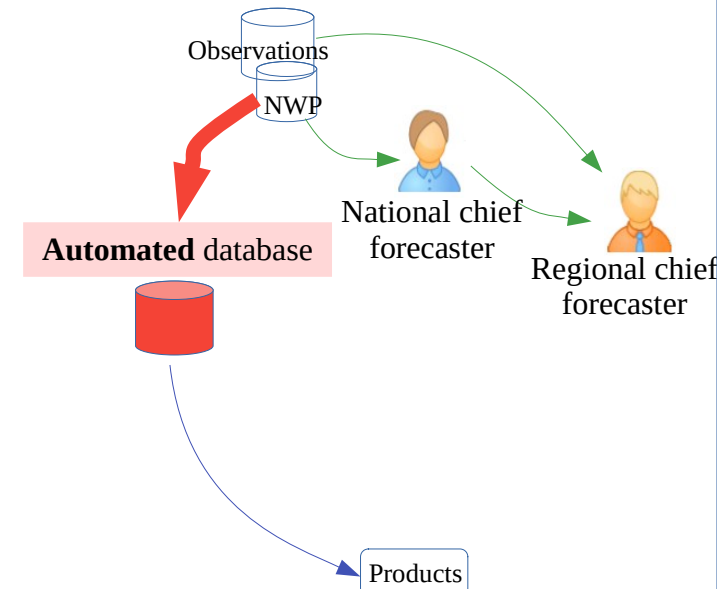 Observations
NWP
National chief
forecaster
Automated database
Regional chief
forecaster
Products